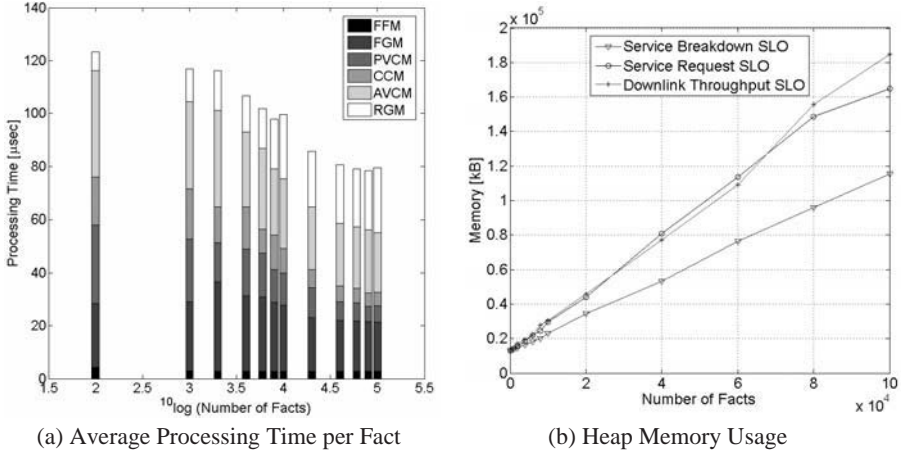 140
120
100
80
60
40
20
0
Processing Time [µsec]
FFM
FGM
PVCM
CCM
AVCM
RGM
1.5 2 2.5 3 3.5 4 4.5 5 5.5
10log (Number of Facts)
(a) Average Processing Time per Fact
2 x 10^5
1.8
1.6
1.4
1.2
1
0.8
0.6
0.4
0.2
0
Memory [kB]
Service Breakdown SLO
Service Request SLO
Downlink Throughput SLO
0 2 4 6 8 10
Number of Facts
x 10^4
(b) Heap Memory Usage